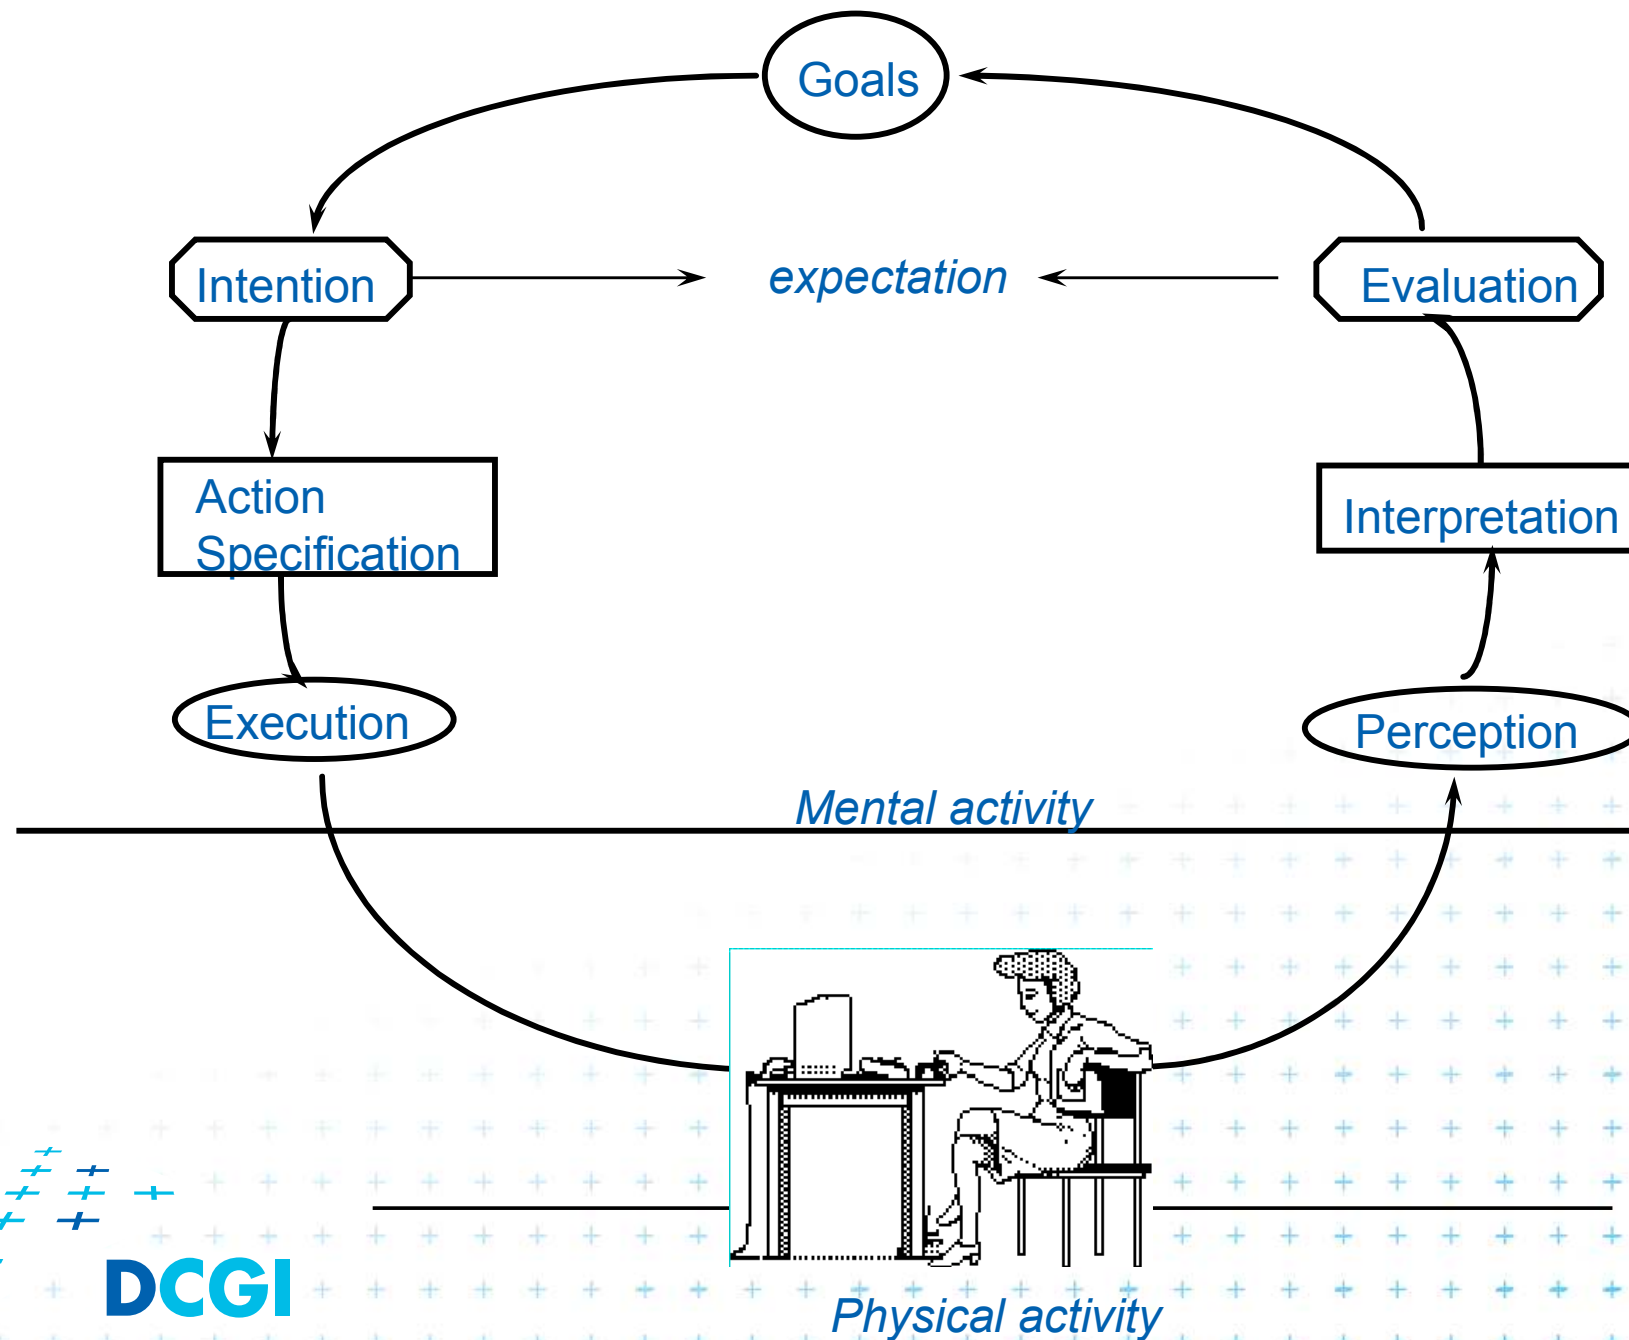 Goals
Intention
expectation
Evaluation
Action
Specification
Interpretation
Execution
Perception
Mental activity
DCGI
Physical activity